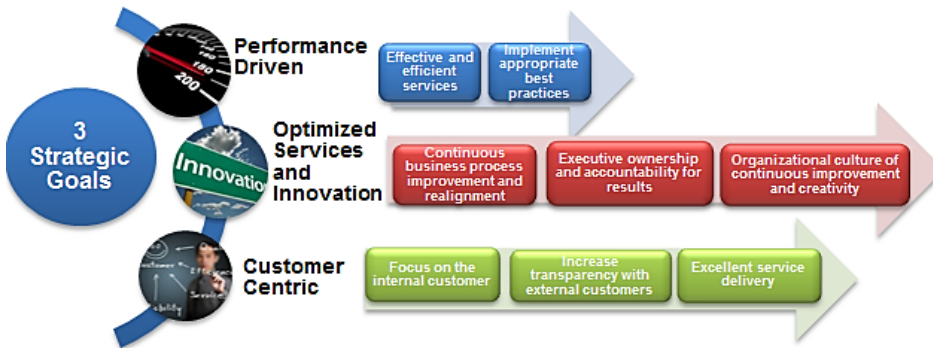 3
Strategic
Goals
Performance
Driven
Effective and
efficient
services
Implement
appropriate
best
practices
180
200
Optimized
Services
and
Innovation
Innovation
Continuous
business process
improvement and
realignment
Executive ownership
and accountability for
results
Organizational culture of
continuous improvement
and creativity
Customer
Centric
Focus on the
internal customer
Increase
transparency with
external customers
Excellent service
delivery